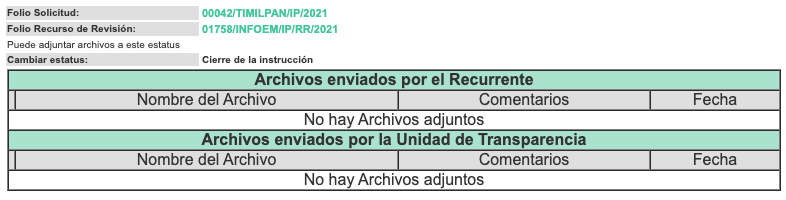 Folio Solicitud: 00042/TIMILPAN/IP/2021
Folio Recurso de Revisión: 01758/INFOEM/IP/RR/2021
Puede adjuntar archivos a este estatus
Cambiar estatus: Cierre de la instrucción
Archivos enviados por el Recurrente
Nombre del Archivo Comentarios Fecha
No hay Archivos adjuntos
Archivos enviados por la Unidad de Transparencia
Nombre del Archivo Comentarios Fecha
No hay Archivos adjuntos